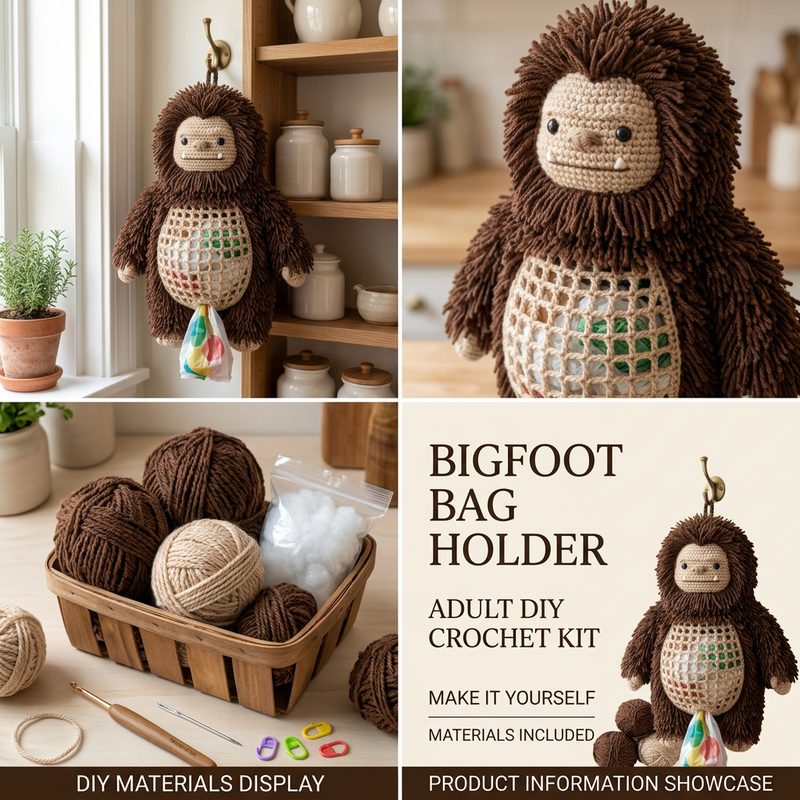 BIGFOOT
BAG
HOLDER
ADULT DIY
CROCHET KIT
MAKE IT YOURSELF
MATERIALS INCLUDED
DIY MATERIALS DISPLAY
PRODUCT INFORMATION SHOWCASE